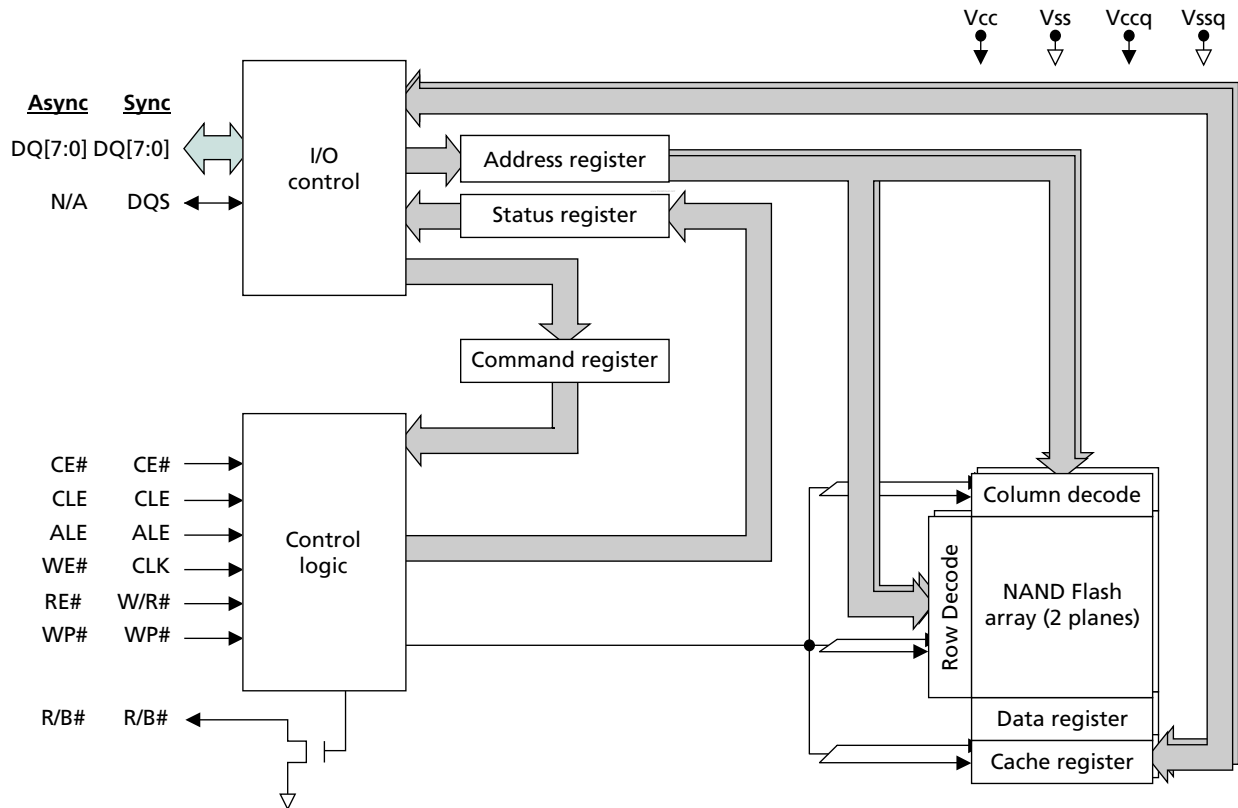 Vcc Vss Vccq Vssq
Async Sync
DQ[7:0] DQ[7:0]
N/A DQS
I/O
control
Address register
Status register
Command register
CE# CE#
CLE CLE
ALE ALE
WE# CLK
RE# W/R#
WP# WP#
R/B# R/B#
Control
logic
Column decode
Row Decode
NAND Flash
array (2 planes)
Data register
Cache register